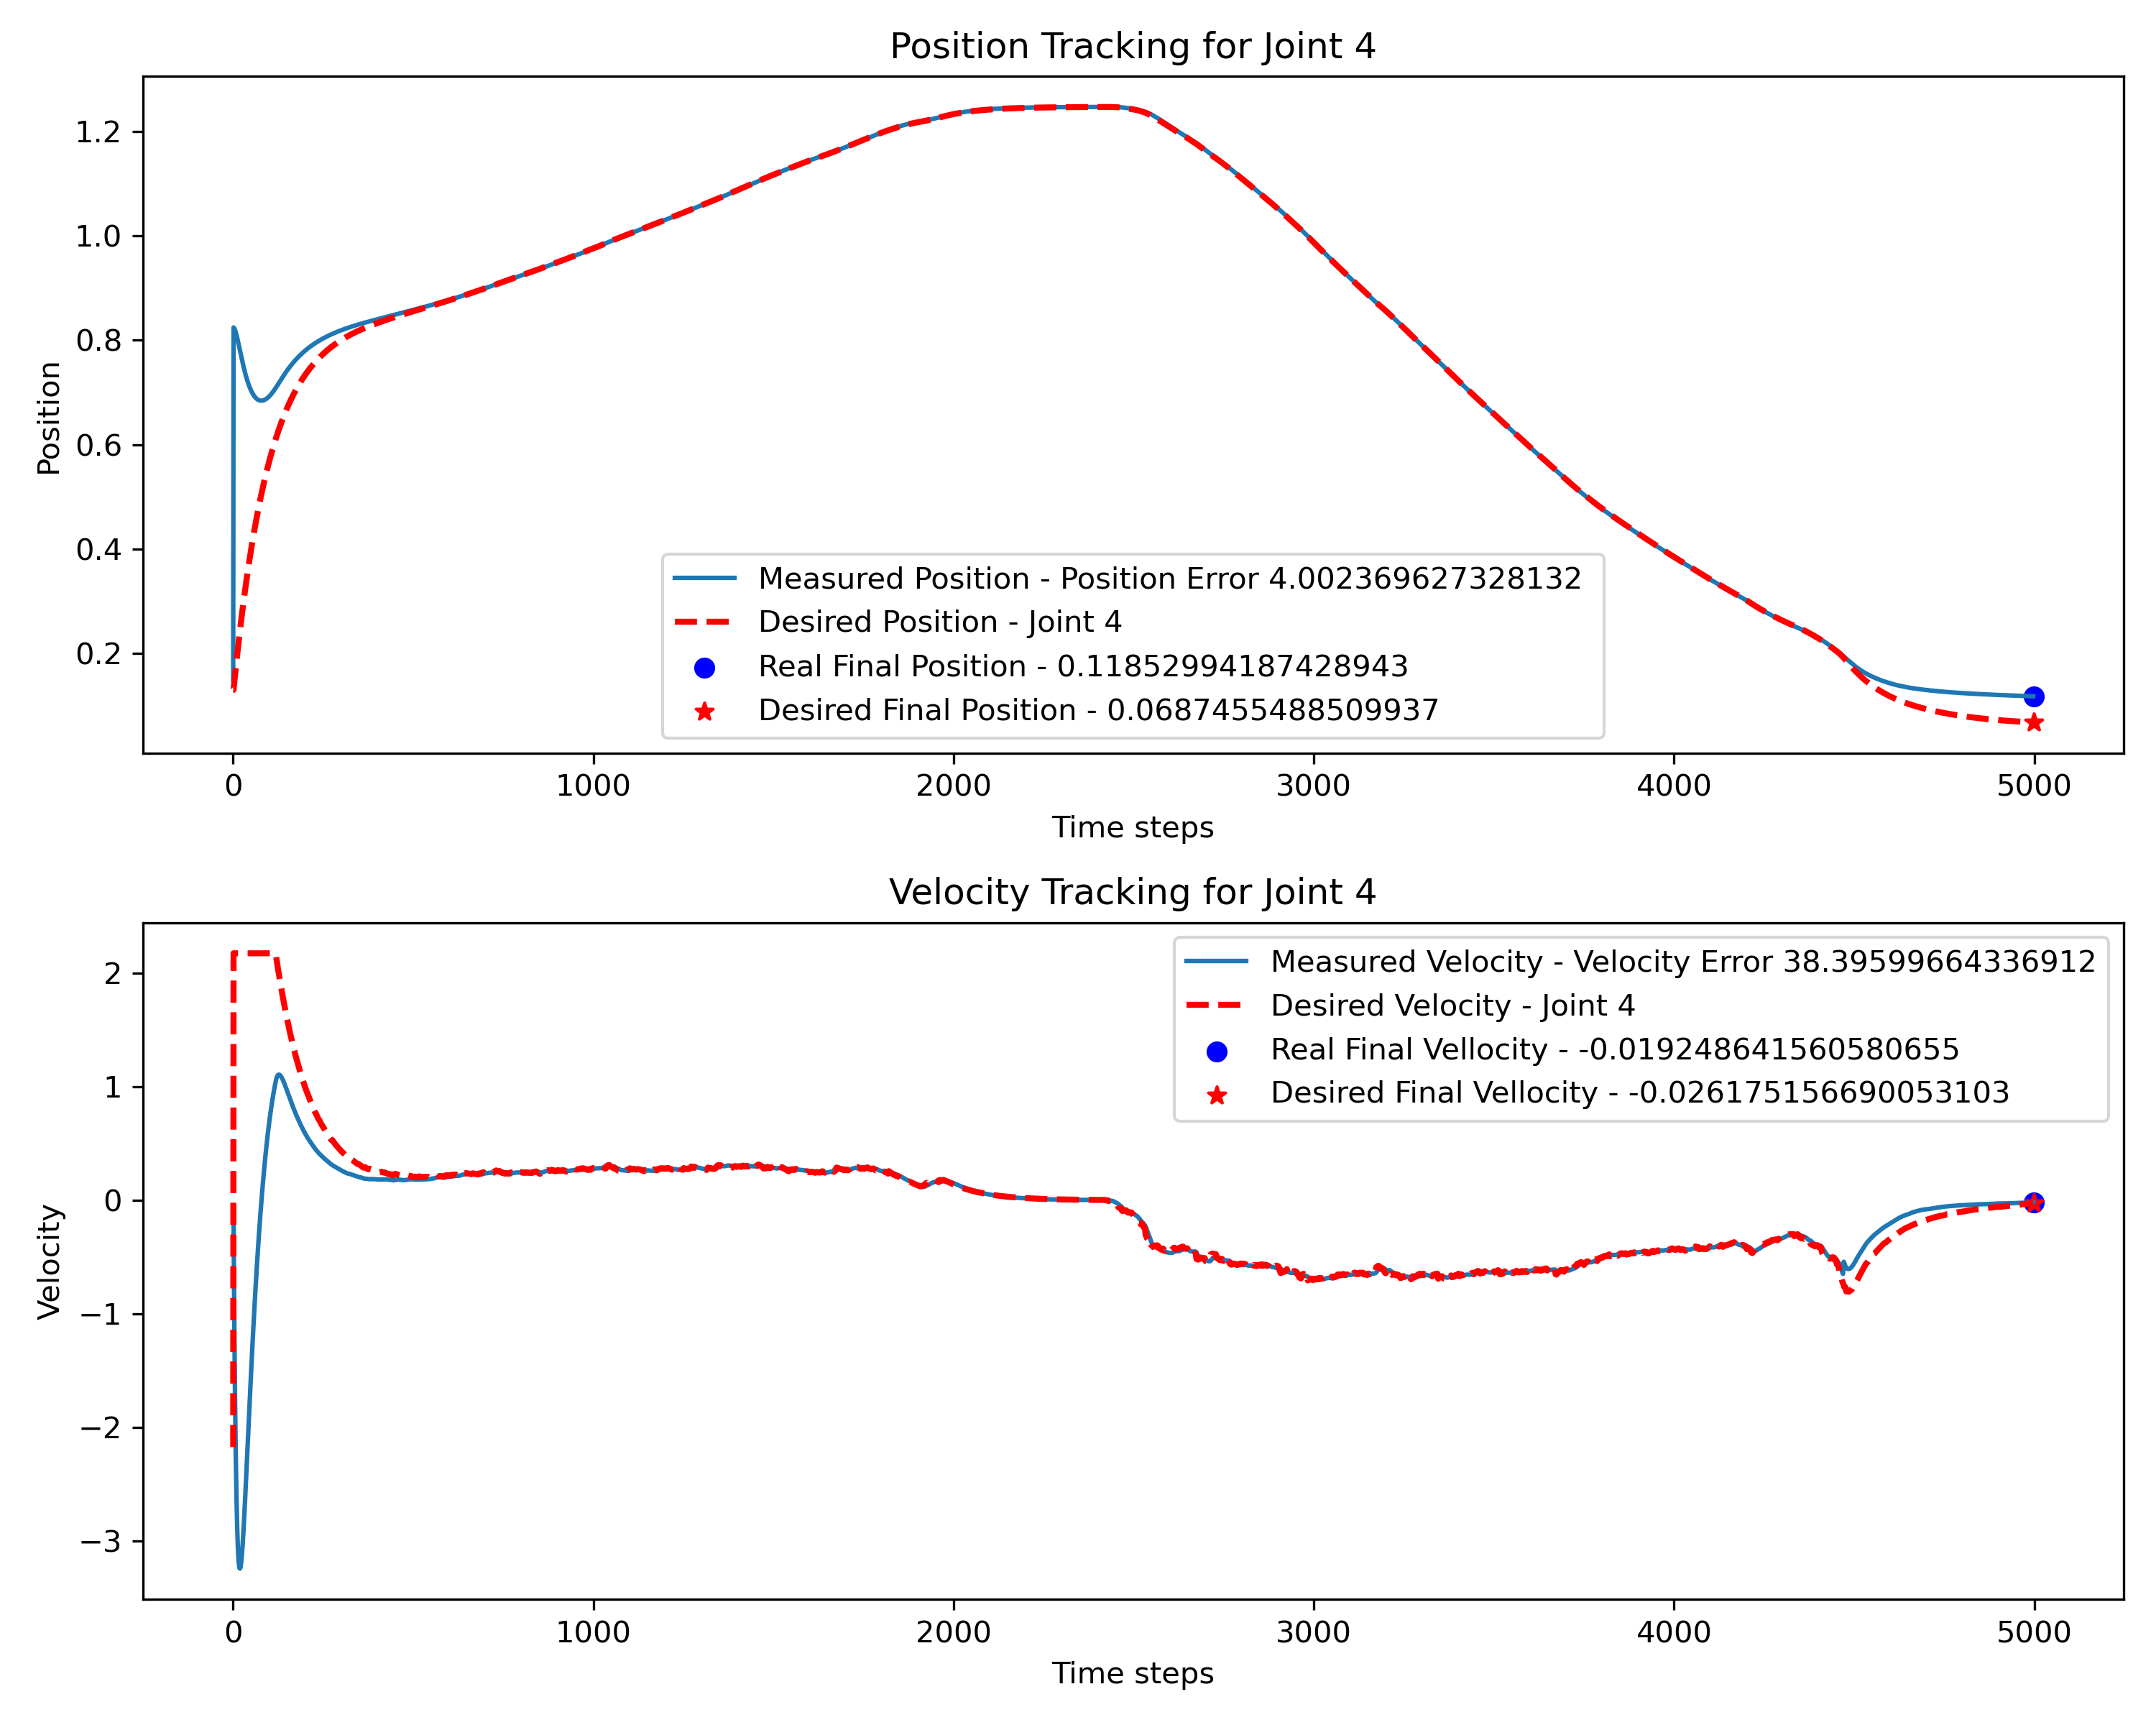 Position Tracking for Joint 4
1.2
1.0
0.8
0.6
0.4
0.2
Position
Measured Position - Position Error 4.002369627328132
Desired Position - Joint 4
Real Final Position - 0.11852994187428943
Desired Final Position - 0.0687455488509937
0 1000 2000 3000 4000 5000
Time steps
Velocity Tracking for Joint 4
2
1
0
−1
−2
−3
Velocity
Measured Velocity - Velocity Error 38.39599664336912
Desired Velocity - Joint 4
Real Final Vellocity - -0.019248641560580655
Desired Final Vellocity - -0.026175156690053103
0 1000 2000 3000 4000 5000
Time steps